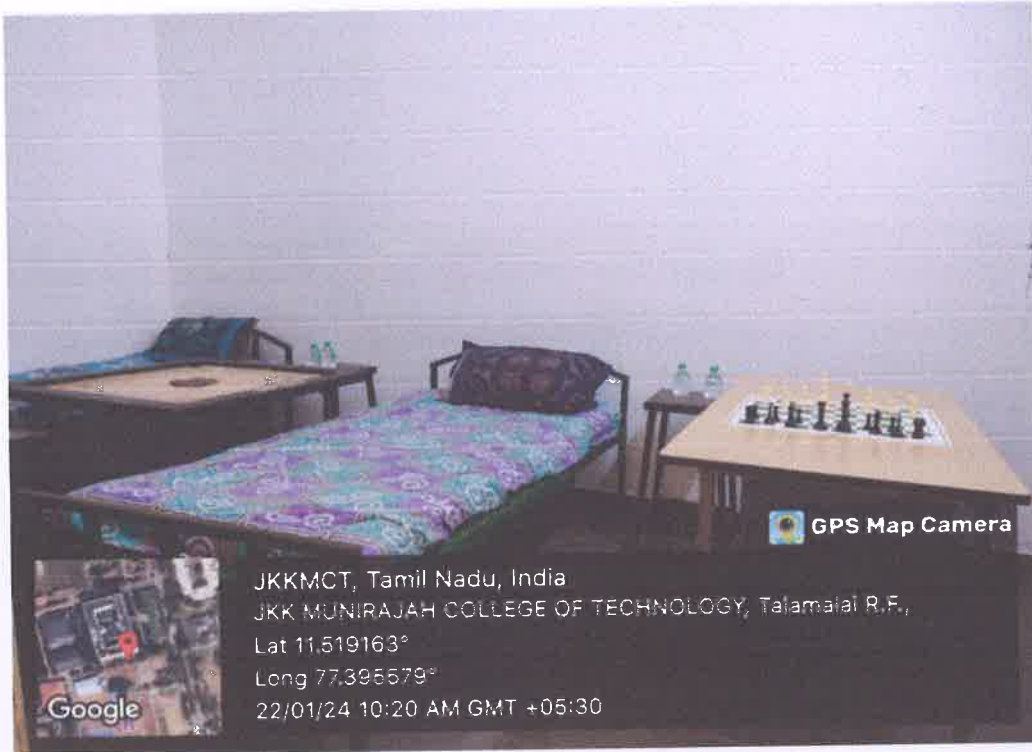 GPS Map Camera
JKKMCT, Tamil Nadu, India
JKK MUNIRAJAH COLLEGE OF TECHNOLOGY, Talamalai R.F.,
Lat 11.519163°
Long 77.395579°
22/01/24 10:20 AM GMT +05:30
Google